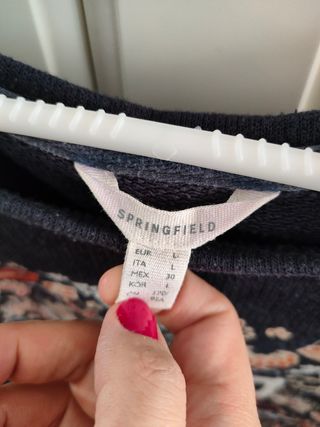 SPRINGFIELD
EUR L
ITA L
MEX 30
KOR L